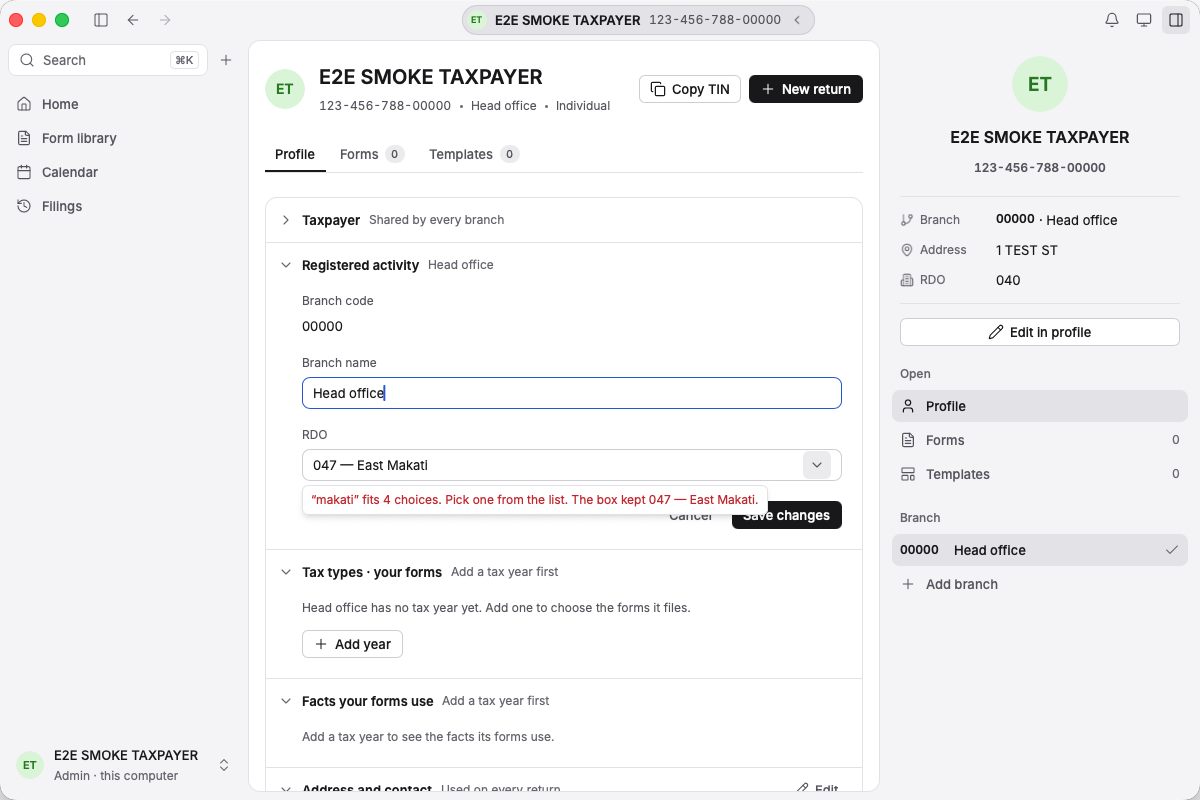 ET E2E SMOKE TAXPAYER 123-456-788-00000
Search ⌘K
Home
Form library
Calendar
Filings
ET
E2E SMOKE TAXPAYER
123-456-788-00000 • Head office • Individual
Copy TIN
New return
Profile
Forms 0
Templates 0
Taxpayer Shared by every branch
Registered activity Head office
Branch code
00000
Branch name
Head office
RDO
047 — East Makati
“makati” fits 4 choices. Pick one from the list. The box kept 047 — East Makati.
Cancel
Save changes
Tax types · your forms Add a tax year first
Head office has no tax year yet. Add one to choose the forms it files.
Add year
Facts your forms use Add a tax year first
Add a tax year to see the facts its forms use.
Address and contact Used on every return
Edit
ET
E2E SMOKE TAXPAYER
Admin · this computer
ET
E2E SMOKE TAXPAYER
123-456-788-00000
Branch 00000 · Head office
Address 1 TEST ST
RDO 040
Edit in profile
Open
Profile
Forms 0
Templates 0
Branch
00000 Head office
Add branch